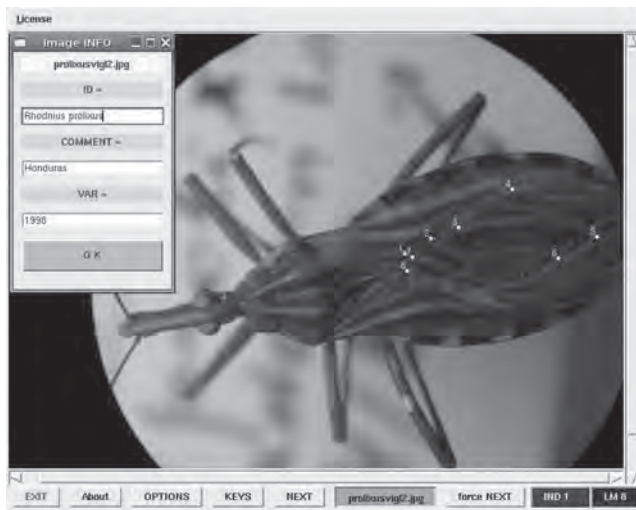 License
Image INFO
prolixusvigl2.jpg
ID =
Rhodnius prolixus
COMMENT =
Honduras
VAR =
1998
O K
EXIT
About
OPTIONS
KEYS
NEXT
prolixusvigl2.jpg
force NEXT
IND 1
LM 8